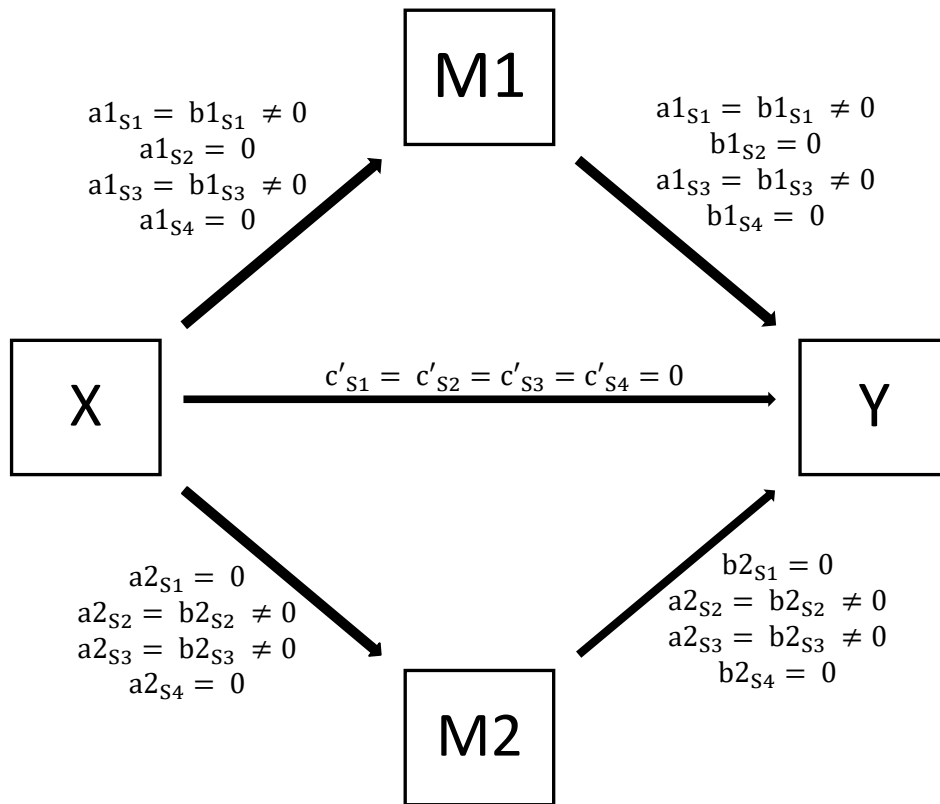 M1
a1S1 = b1S1 ≠ 0
a1S2 = 0
a1S3 = b1S3 ≠ 0
a1S4 = 0
a1S1 = b1S1 ≠ 0
b1S2 = 0
a1S3 = b1S3 ≠ 0
b1S4 = 0
X
c′S1 = c′S2 = c′S3 = c′S4 = 0
Y
a2S1 = 0
a2S2 = b2S2 ≠ 0
a2S3 = b2S3 ≠ 0
a2S4 = 0
b2S1 = 0
a2S2 = b2S2 ≠ 0
a2S3 = b2S3 ≠ 0
b2S4 = 0
M2